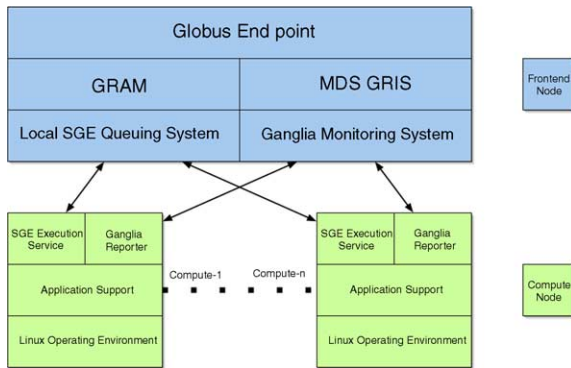 Globus End point
GRAM
MDS GRIS
Frontend
Node
Local SGE Queuing System
Ganglia Monitoring System
SGE Execution
Service
Ganglia
Reporter
SGE Execution
Service
Ganglia
Reporter
Compute-1
Compute-n
Application Support
Application Support
Compute
Node
Linux Operating Environment
Linux Operating Environment